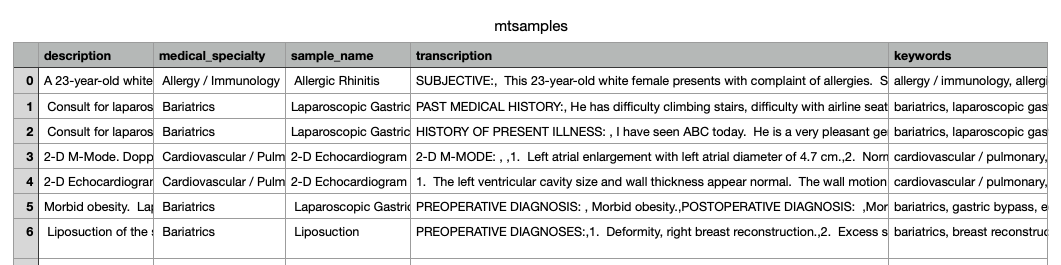 mtsamples
description medical_specialty sample_name transcription keywords
0 A 23-year-old white Allergy / Immunology Allergic Rhinitis SUBJECTIVE:, This 23-year-old white female presents with complaint of allergies. S allergy / immunology, allergi
1 Consult for laparos Bariatrics Laparoscopic Gastric PAST MEDICAL HISTORY:, He has difficulty climbing stairs, difficulty with airline seat bariatrics, laparoscopic gas
2 Consult for laparos Bariatrics Laparoscopic Gastric HISTORY OF PRESENT ILLNESS: , I have seen ABC today. He is a very pleasant ge bariatrics, laparoscopic gas
3 2-D M-Mode. Dopp Cardiovascular / Pulm 2-D Echocardiogram 2-D M-MODE: , ,1. Left atrial enlargement with left atrial diameter of 4.7 cm.,2. Nor cardiovascular / pulmonary,
4 2-D Echocardiogra Cardiovascular / Pulm 2-D Echocardiogram 1. The left ventricular cavity size and wall thickness appear normal. The wall motion cardiovascular / pulmonary,
5 Morbid obesity. La Bariatrics Laparoscopic Gastric PREOPERATIVE DIAGNOSIS: , Morbid obesity.,POSTOPERATIVE DIAGNOSIS: ,Mor bariatrics, gastric bypass, e
6 Liposuction of the s Bariatrics Liposuction PREOPERATIVE DIAGNOSES:,1. Deformity, right breast reconstruction.,2. Excess s bariatrics, breast reconstruc